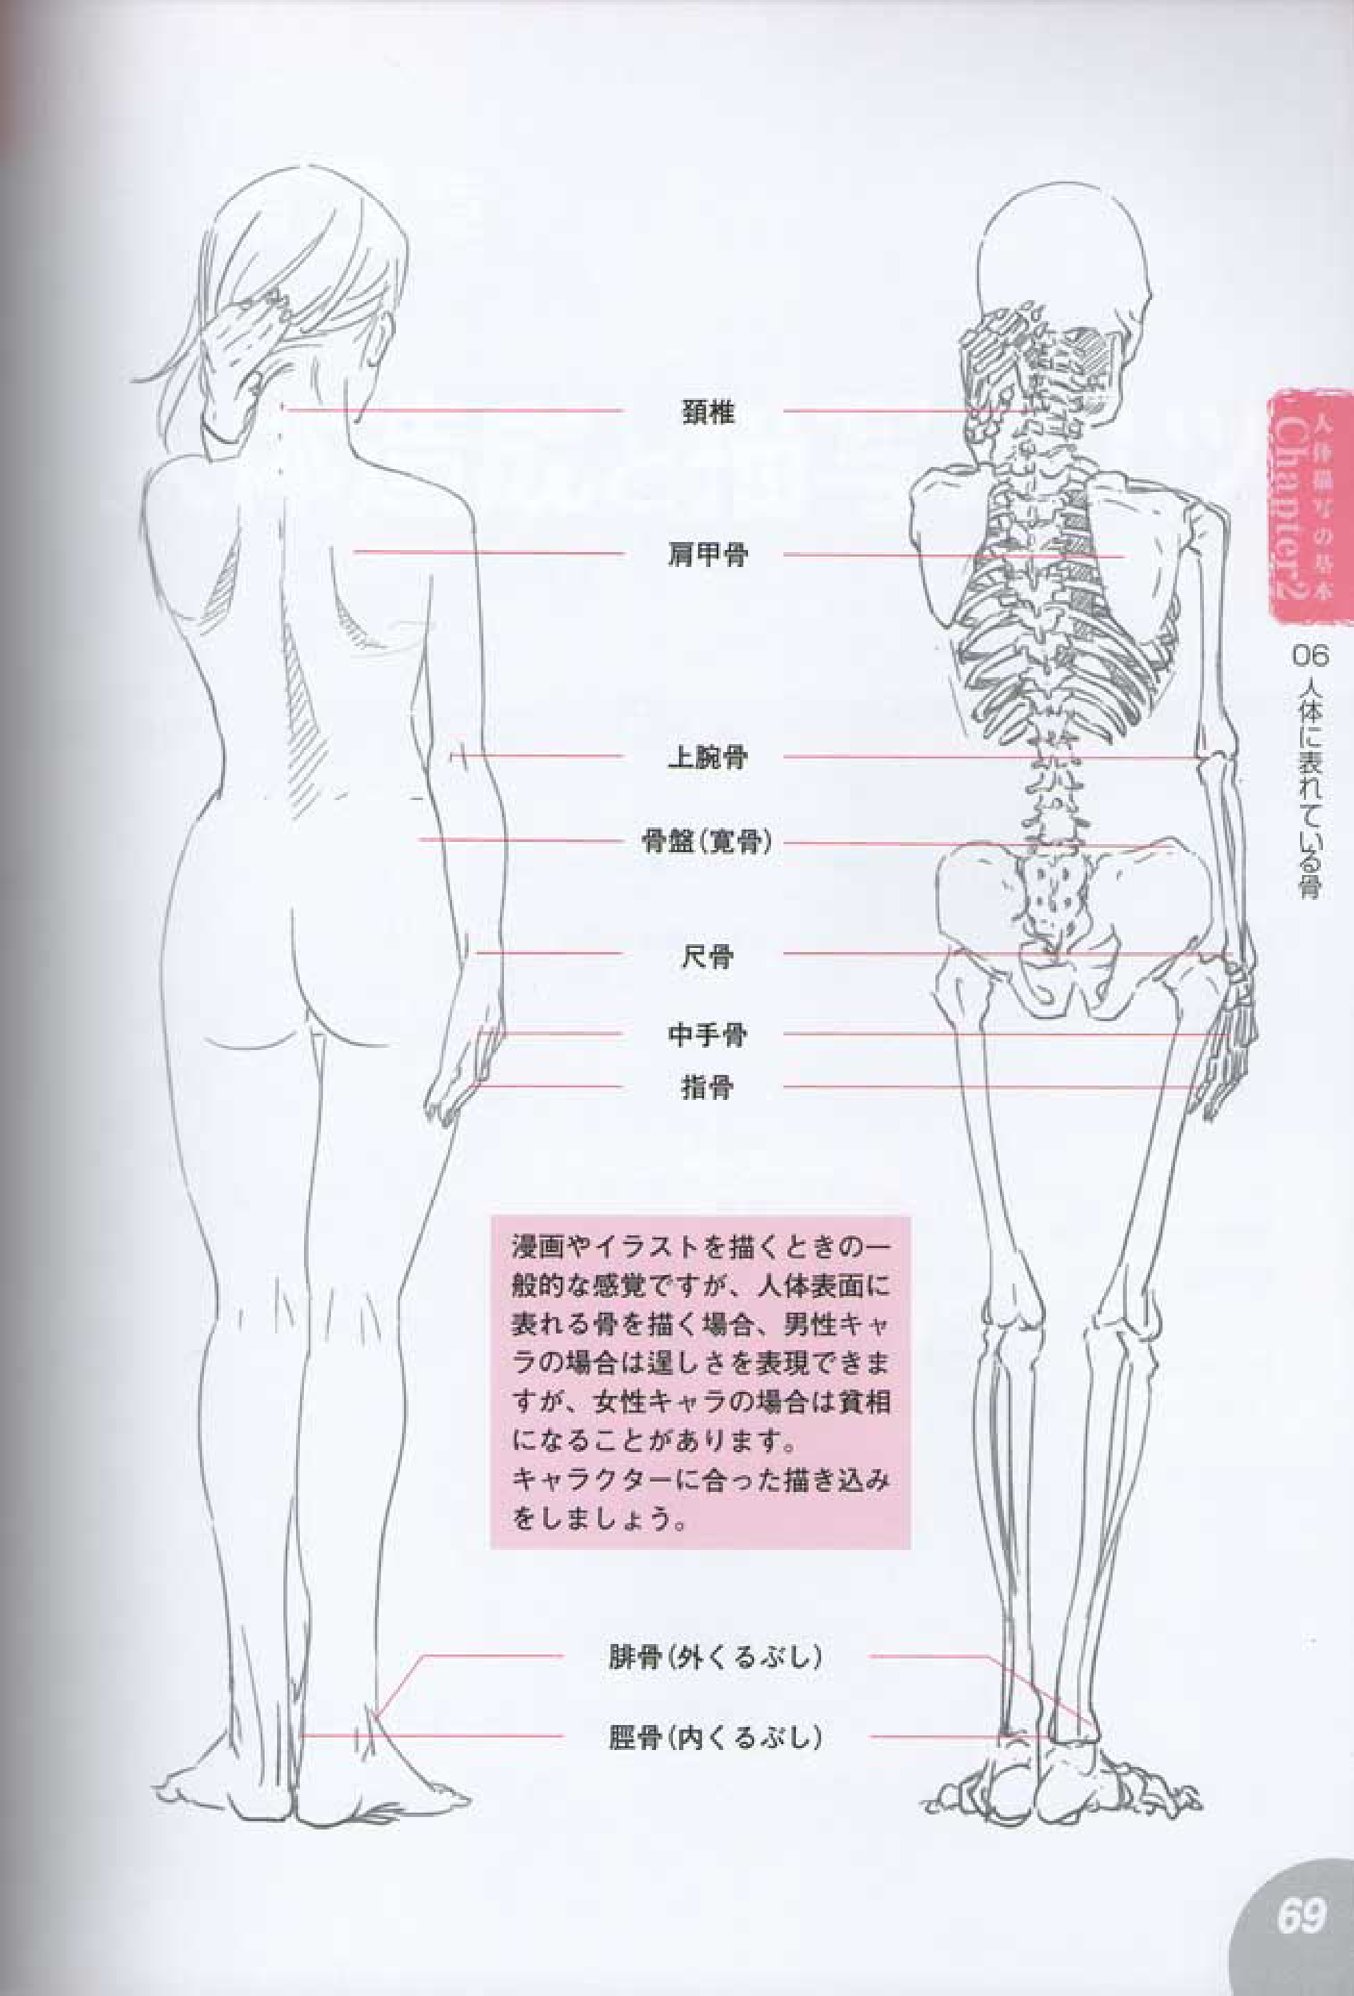 頚椎
肩甲骨
上腕骨
骨盤(寛骨)
尺骨
中手骨
指骨
漫画やイラストを描くときの一
般的な感覚ですが、人体表面に
表れる骨を描く場合、男性キャ
ラの場合は逞しさを表現できま
すが、女性キャラの場合は貧相
になることがあります。
キャラクターに合った描き込み
をしましょう。
腓骨(外くるぶし)
脛骨(内くるぶし)
人体描写の基本
Chapter2
06 人体に表れている骨
69